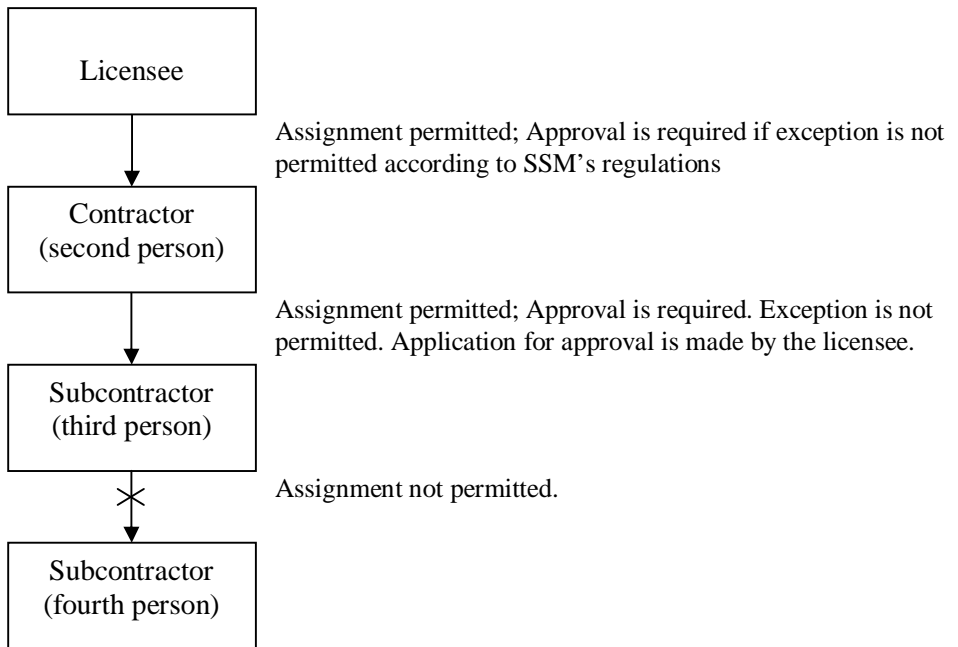 Licensee
Assignment permitted; Approval is required if exception is not
permitted according to SSM’s regulations
Contractor
(second person)
Assignment permitted; Approval is required. Exception is not
permitted. Application for approval is made by the licensee.
Subcontractor
(third person)
Assignment not permitted.
Subcontractor
(fourth person)